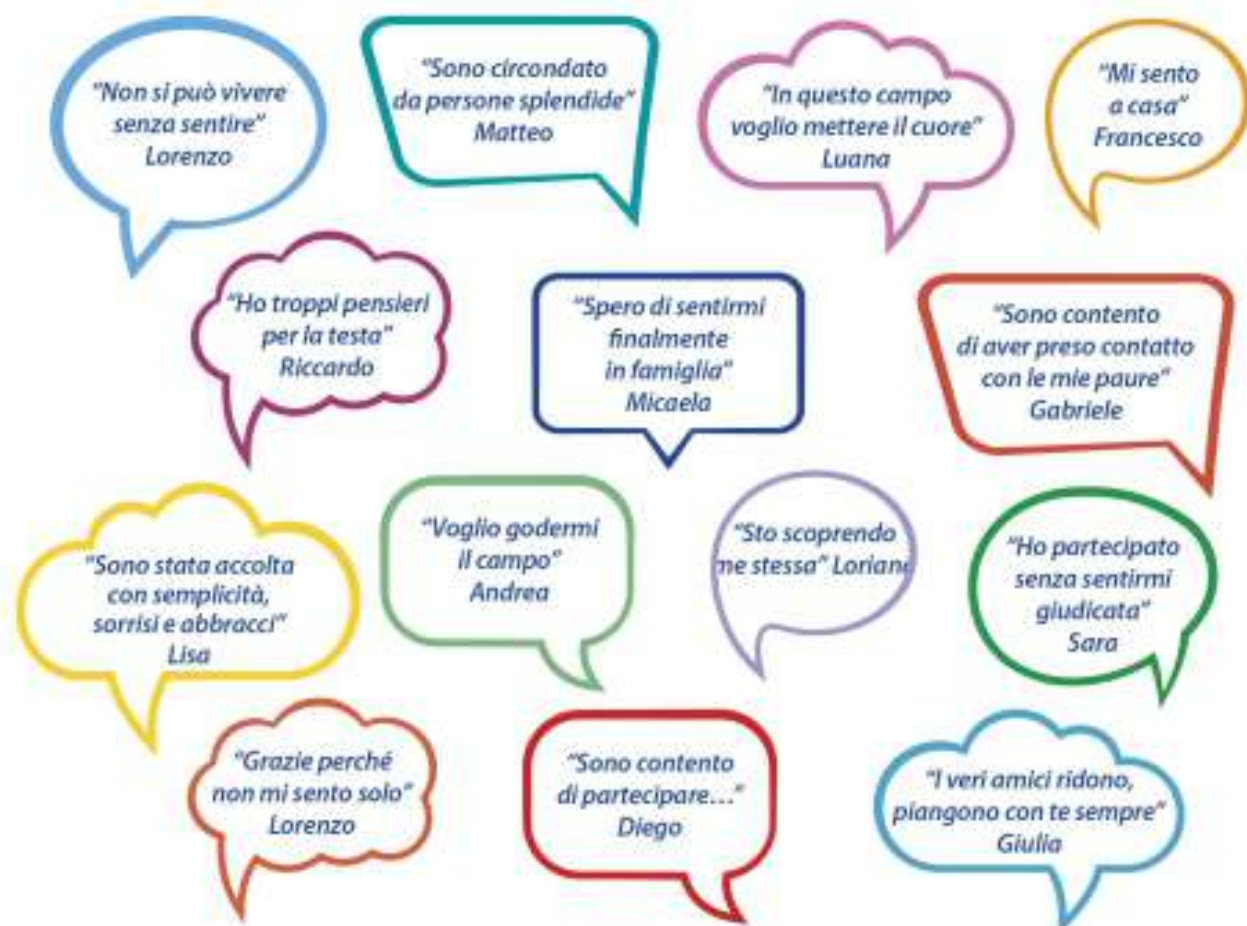 "Non si può vivere
senza sentire"
Lorenzo
"Sono circondato
da persone splendide"
Matteo
"In questo campo
voglio mettere il cuore"
Luana
"Mi sento
a casa"
Francesco
"Ho troppi pensieri
per la testa"
Riccardo
"Spero di sentirmi
finalmente
in famiglia"
Micaela
"Sono contento
di aver preso contatto
con le mie paure"
Gabriele
"Sono stata accolta
con semplicità,
sorrisi e abbracci"
Lisa
"Voglio godermi
il campo"
Andrea
"Sto scoprendo
me stessa"
"Ho partecipato
senza sentirmi
giudicata"
Sara
"Grazie perché
non mi sento solo"
Lorenzo
"Sono contento
di partecipare…"
Diego
"I veri amici ridono,
piangono con te sempre"
Giulia